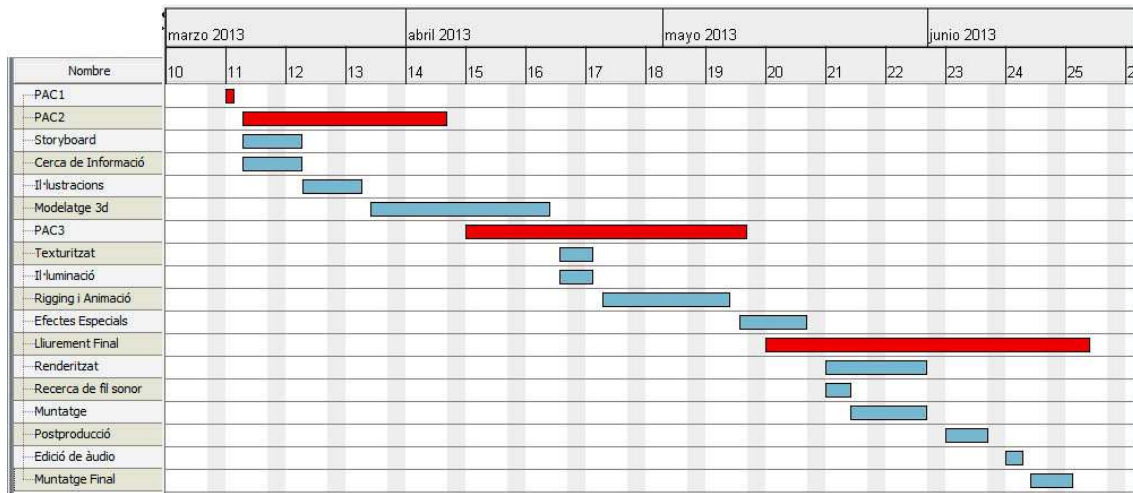 marzo 2013 abril 2013 mayo 2013 junio 2013
Nombre 10 11 12 13 14 15 16 17 18 19 20 21 22 23 24 25
PAC1
PAC2
Storyboard
Cerca de Informació
Il·lustracions
Modelatge 3d
PAC3
Texturitzat
Il·luminació
Rigging i Animació
Efectes Especials
Lliurement Final
Renderitzat
Recerca de fil sonor
Muntatge
Postproducció
Edició de àudio
Muntatge Final